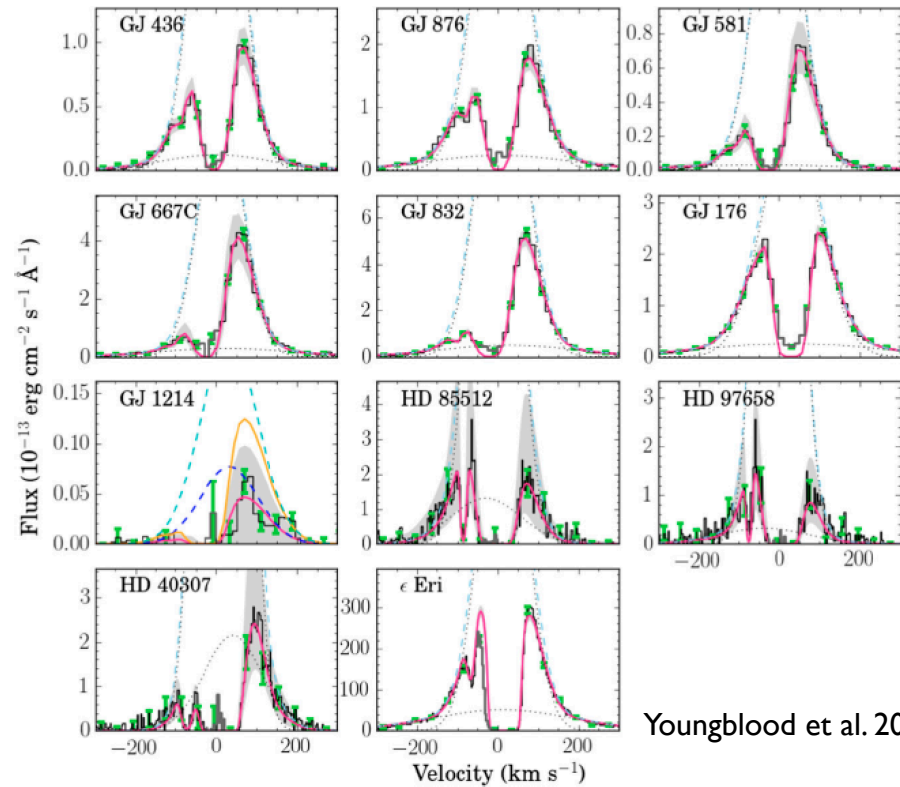 GJ 436 GJ 876 GJ 581
1.0 2 0.8
0.6
0.5 1 0.4
0.2
0.0 0 0.0
GJ 667C GJ 832 GJ 176
6 3
4
4 2
2
2 1
0 0 0
GJ 1214 HD 85512 HD 97658
0.15 4 3
0.10 3 2
2
0.05 1 1
0.00 0 0
−200 0 200
HD 40307 ϵ Eri
3 300
2 200
1 100
0 0
−200 0 200 −200 0 200
Flux (10⁻¹³ erg cm⁻² s⁻¹ Å⁻¹)
Velocity (km s⁻¹)
Youngblood et al. 20